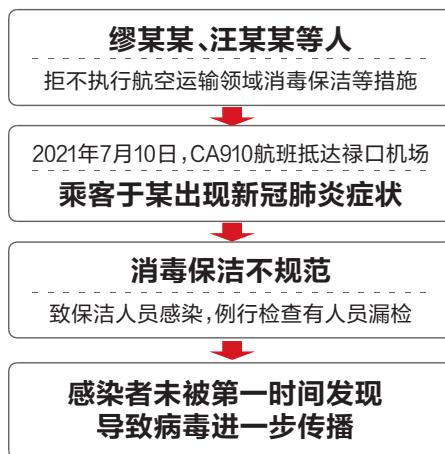 缪某某、汪某某等人
拒不执行航空运输领域消毒保洁等措施
2021年7月10日，CA910航班抵达禄口机场
乘客于某出现新冠肺炎症状
消毒保洁不规范
致保洁人员感染，例行检查有人员漏检
感染者未被第一时间发现
导致病毒进一步传播